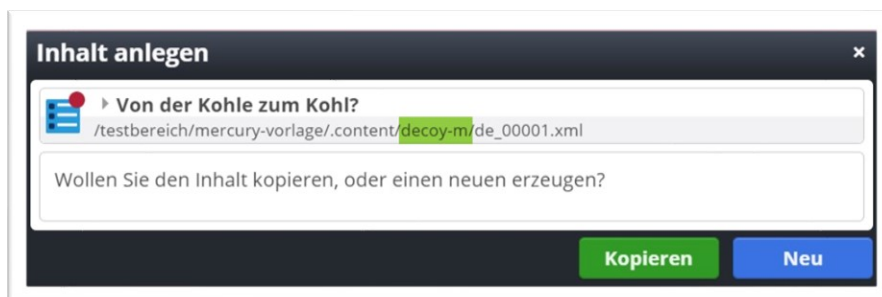 Inhalt anlegen
Von der Kohle zum Kohl?
/testbereich/mercury-vorlage/.content/decoy-m/de_00001.xml
Wollen Sie den Inhalt kopieren, oder einen neuen erzeugen?
Kopieren Neu